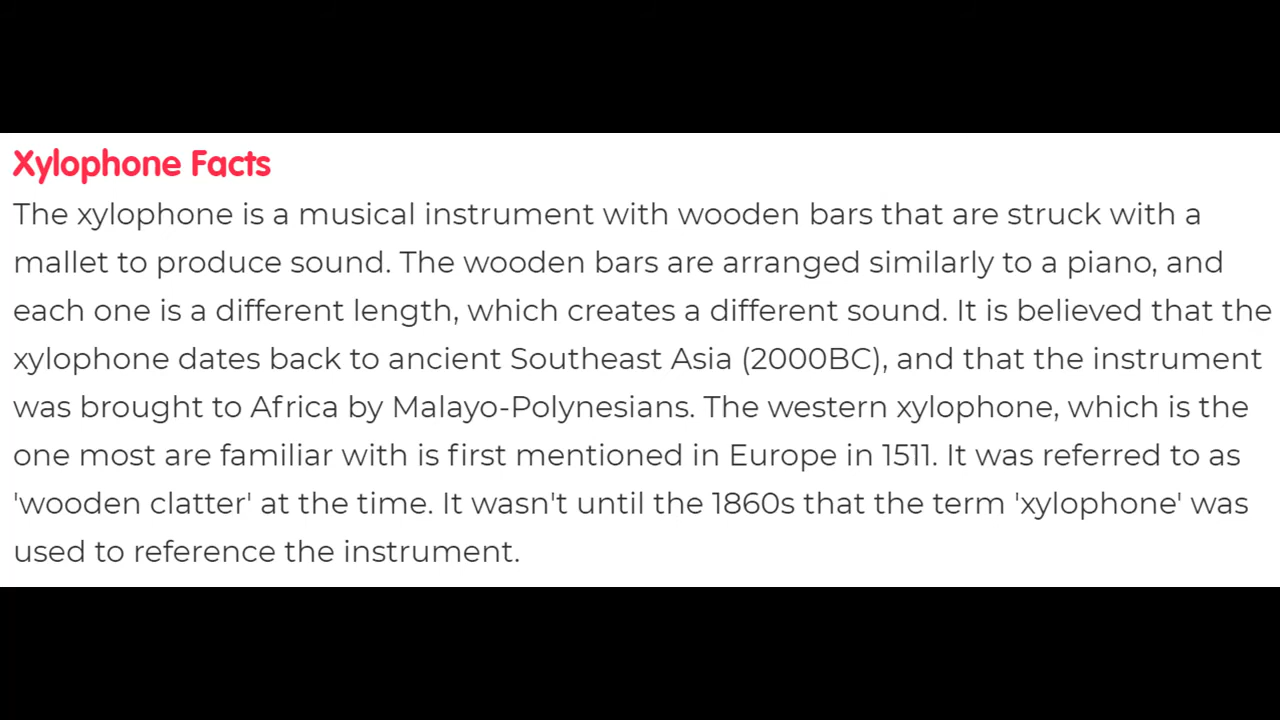 Xylophone Facts
The xylophone is a musical instrument with wooden bars that are struck with a
mallet to produce sound. The wooden bars are arranged similarly to a piano, and
each one is a different length, which creates a different sound. It is believed that the
xylophone dates back to ancient Southeast Asia (2000BC), and that the instrument
was brought to Africa by Malayo-Polynesians. The western xylophone, which is the
one most are familiar with is first mentioned in Europe in 1511. It was referred to as
'wooden clatter' at the time. It wasn't until the 1860s that the term 'xylophone' was
used to reference the instrument.